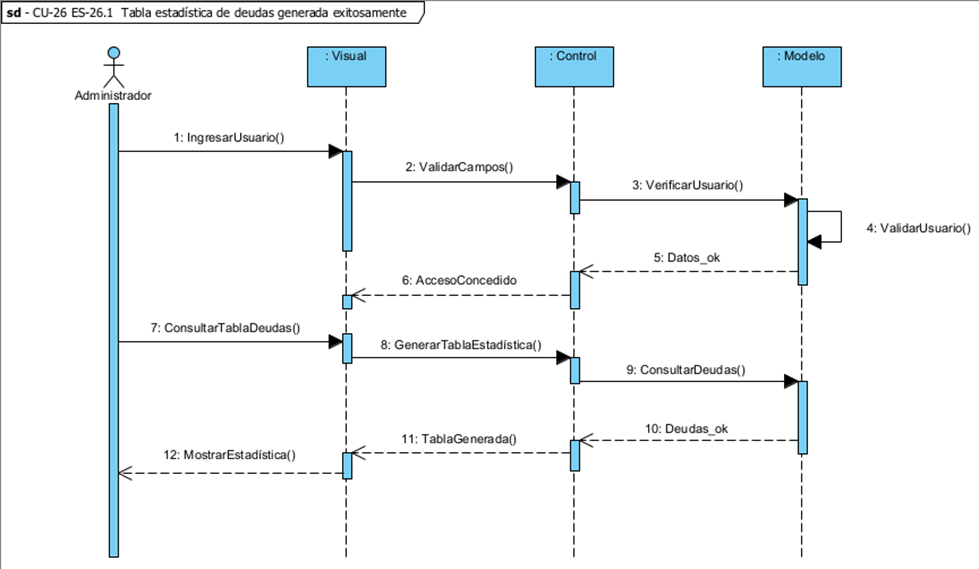 sd - CU-26 ES-26.1 Tabla estadística de deudas generada exitosamente
: Visual
: Control
: Modelo
Administrador
1: IngresarUsuario()
2: ValidarCampos()
3: VerificarUsuario()
4: ValidarUsuario()
5: Datos_ok
6: AccesoConcedido
7: ConsultarTablaDeudas()
8: GenerarTablaEstadística()
9: ConsultarDeudas()
10: Deudas_ok
11: TablaGenerada()
12: MostrarEstadística()